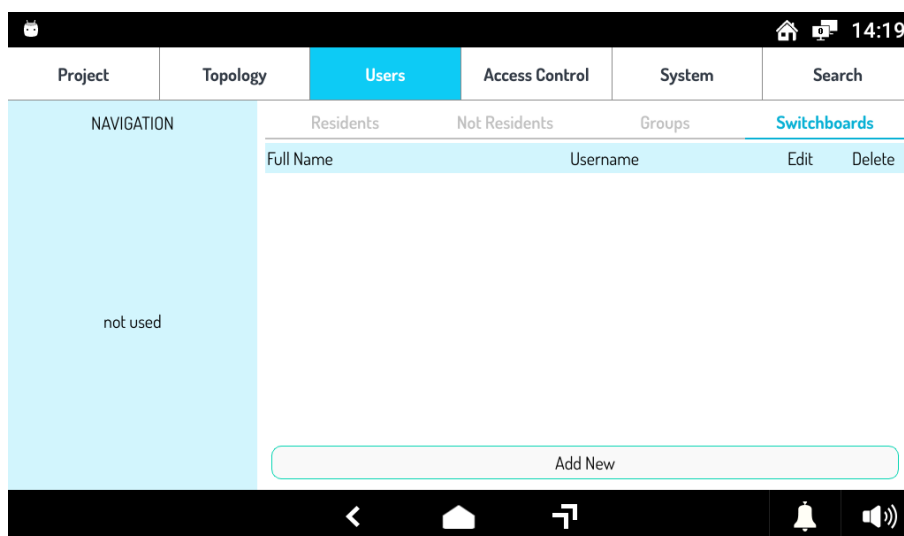 14:19
Project Topology Users Access Control System Search
NAVIGATION Residents Not Residents Groups Switchboards
Full Name Username Edit Delete
not used
Add New